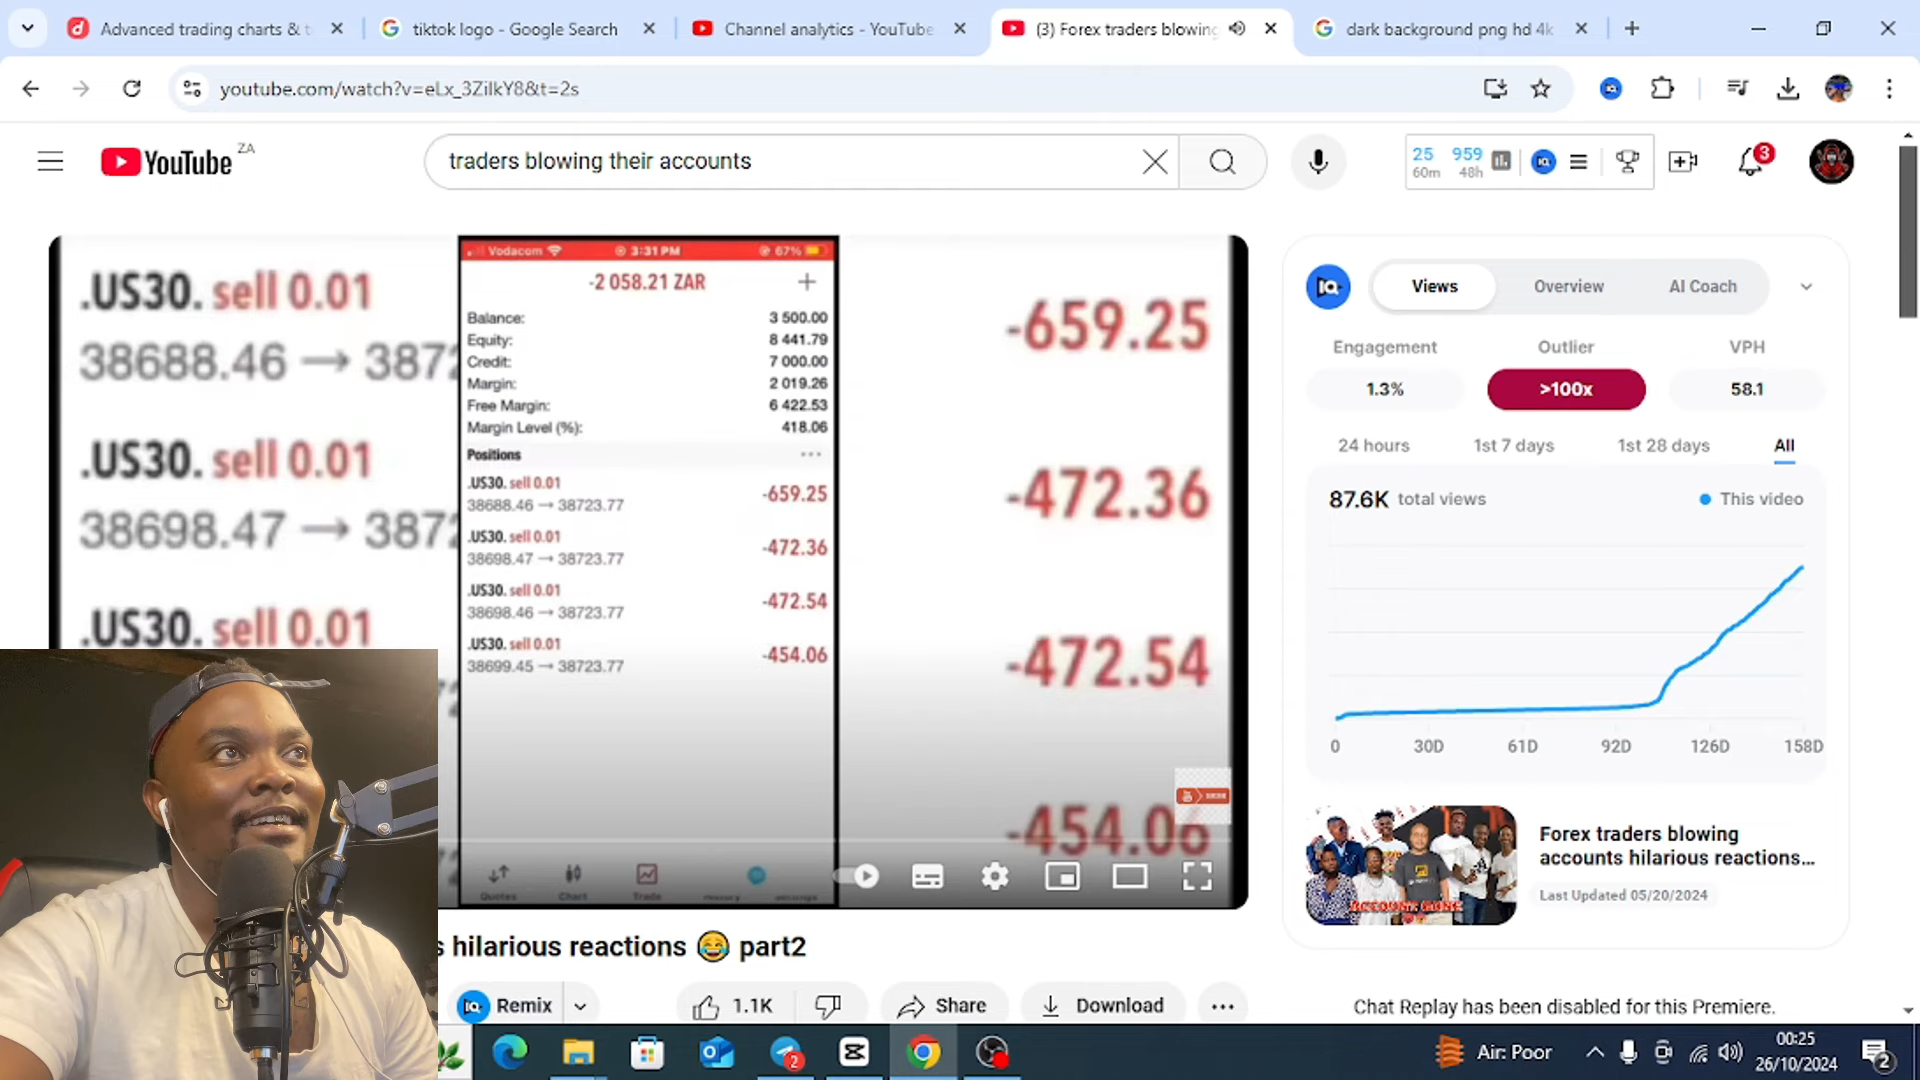 Advanced trading charts & t
tiktok logo - Google Search
Channel analytics - YouTube
(3) Forex traders blowing
dark background png hd 4k
youtube.com/watch?v=eLx_3ZiIkY8&t=2s
YouTube ZA
traders blowing their accounts
25 959
60m 48h
3
.US30. sell 0.01
38688.46 → 3872
.US30. sell 0.01
38698.47 → 3872
.US30. sell 0.01
Vodacom 3:31 PM 67%
-2 058.21 ZAR
Balance: 3 500.00
Equity: 8 441.79
Credit: 7 000.00
Margin: 2 019.26
Free Margin: 6 422.53
Margin Level (%): 418.06
Positions
.US30. sell 0.01
38688.46 → 38723.77 -659.25
.US30. sell 0.01
38698.47 → 38723.77 -472.36
.US30. sell 0.01
38698.46 → 38723.77 -472.54
.US30. sell 0.01
38699.45 → 38723.77 -454.06
Quotes Chart Trade
-659.25
-472.36
-472.54
-454.06
Views Overview AI Coach
Engagement Outlier VPH
1.3% >100x 58.1
24 hours 1st 7 days 1st 28 days All
87.6K total views This video
0 30D 61D 92D 126D 158D
ACCOUNT GONE
Forex traders blowing
accounts hilarious reactions...
Last Updated 05/20/2024
s hilarious reactions 😂 part2
Remix 1.1K Share Download
Chat Replay has been disabled for this Premiere.
2
Air: Poor
00:25
26/10/2024
2